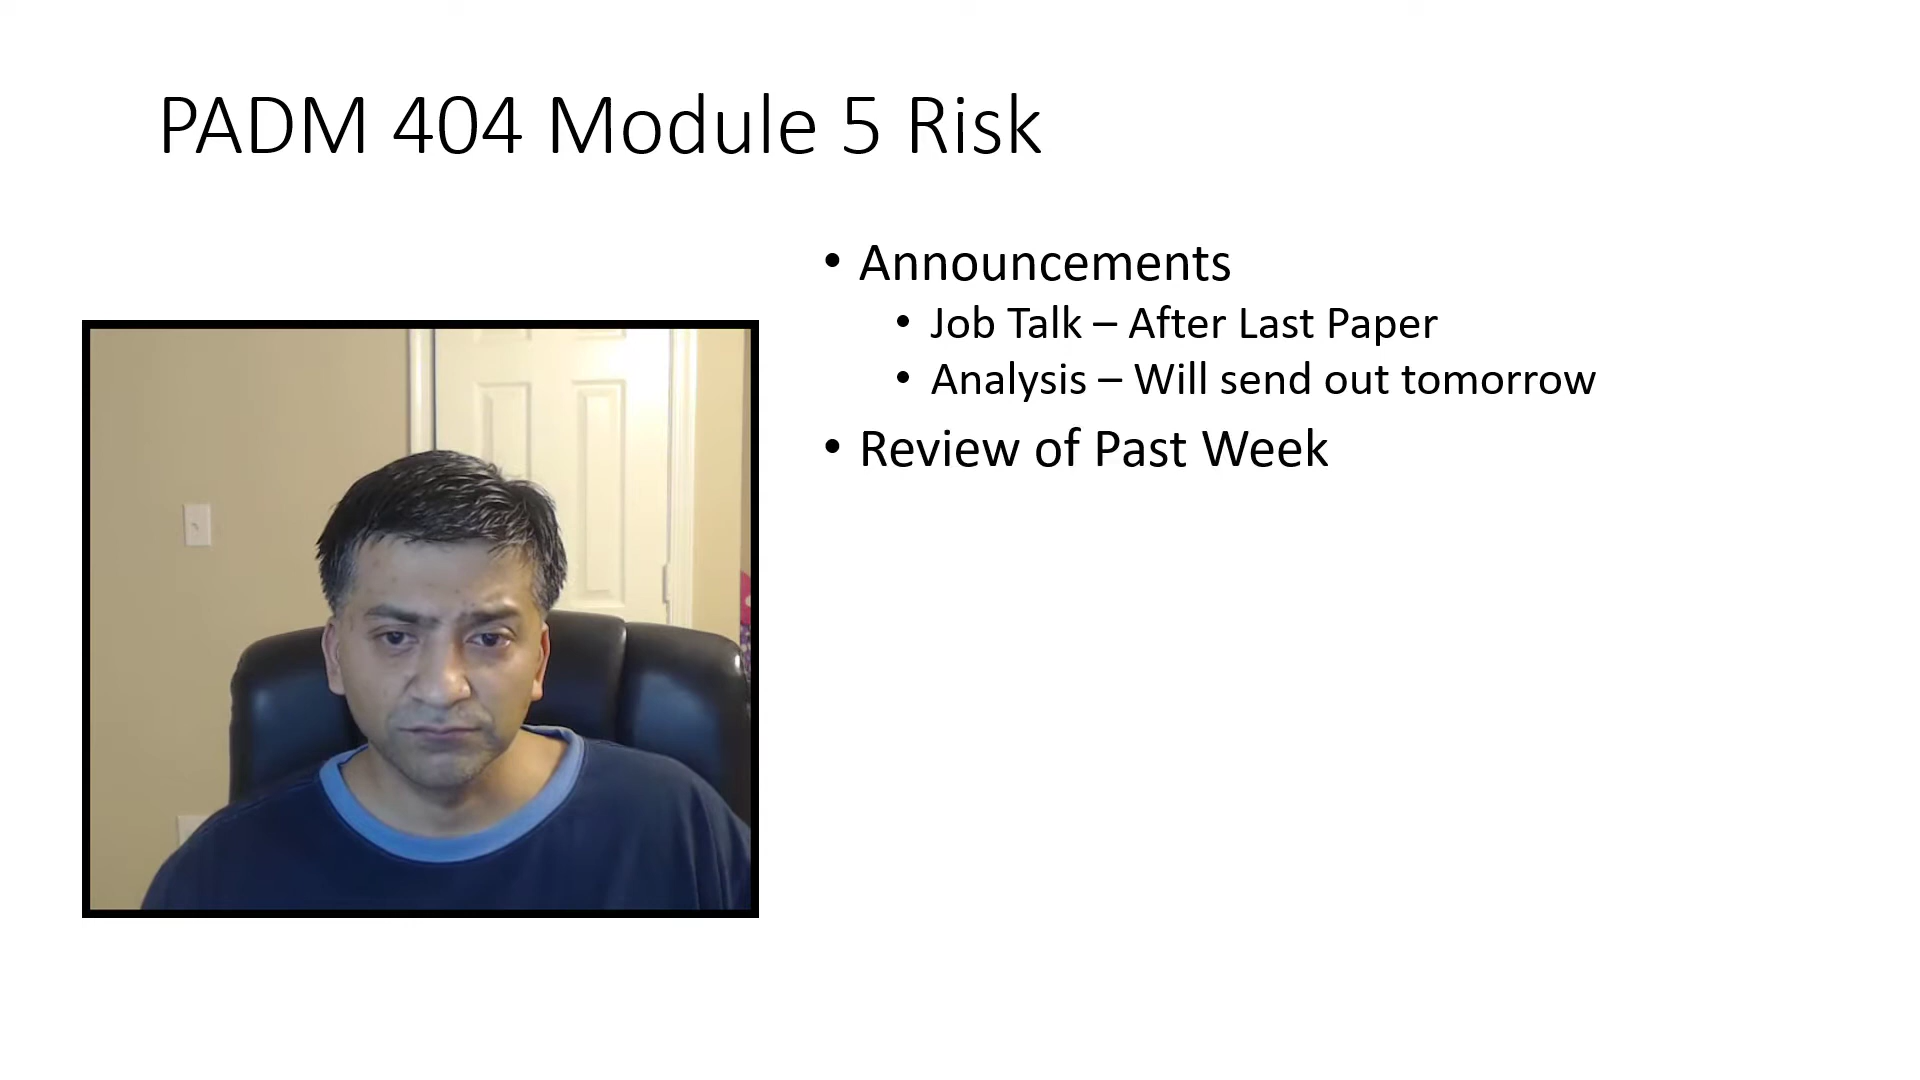 PADM 404 Module 5 Risk
• Announcements
• Job Talk – After Last Paper
• Analysis – Will send out tomorrow
• Review of Past Week